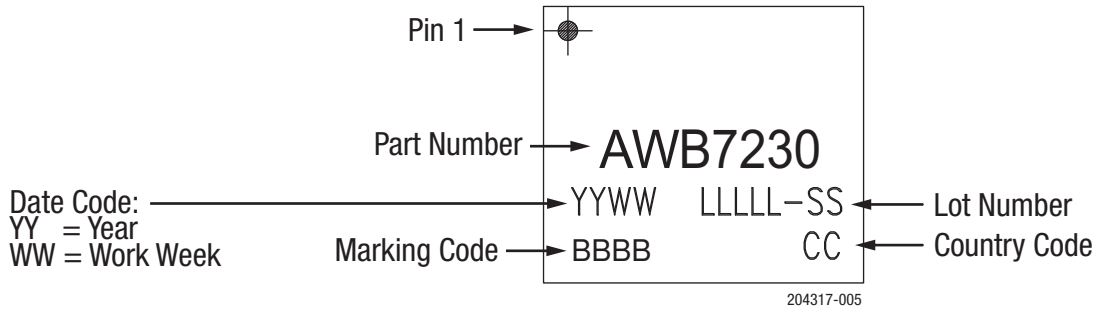 Pin 1
Part Number
AWB7230
Date Code:
YY = Year
WW = Work Week
YYWW LLLLL-SS
Lot Number
Marking Code
BBBB CC
Country Code
204317-005